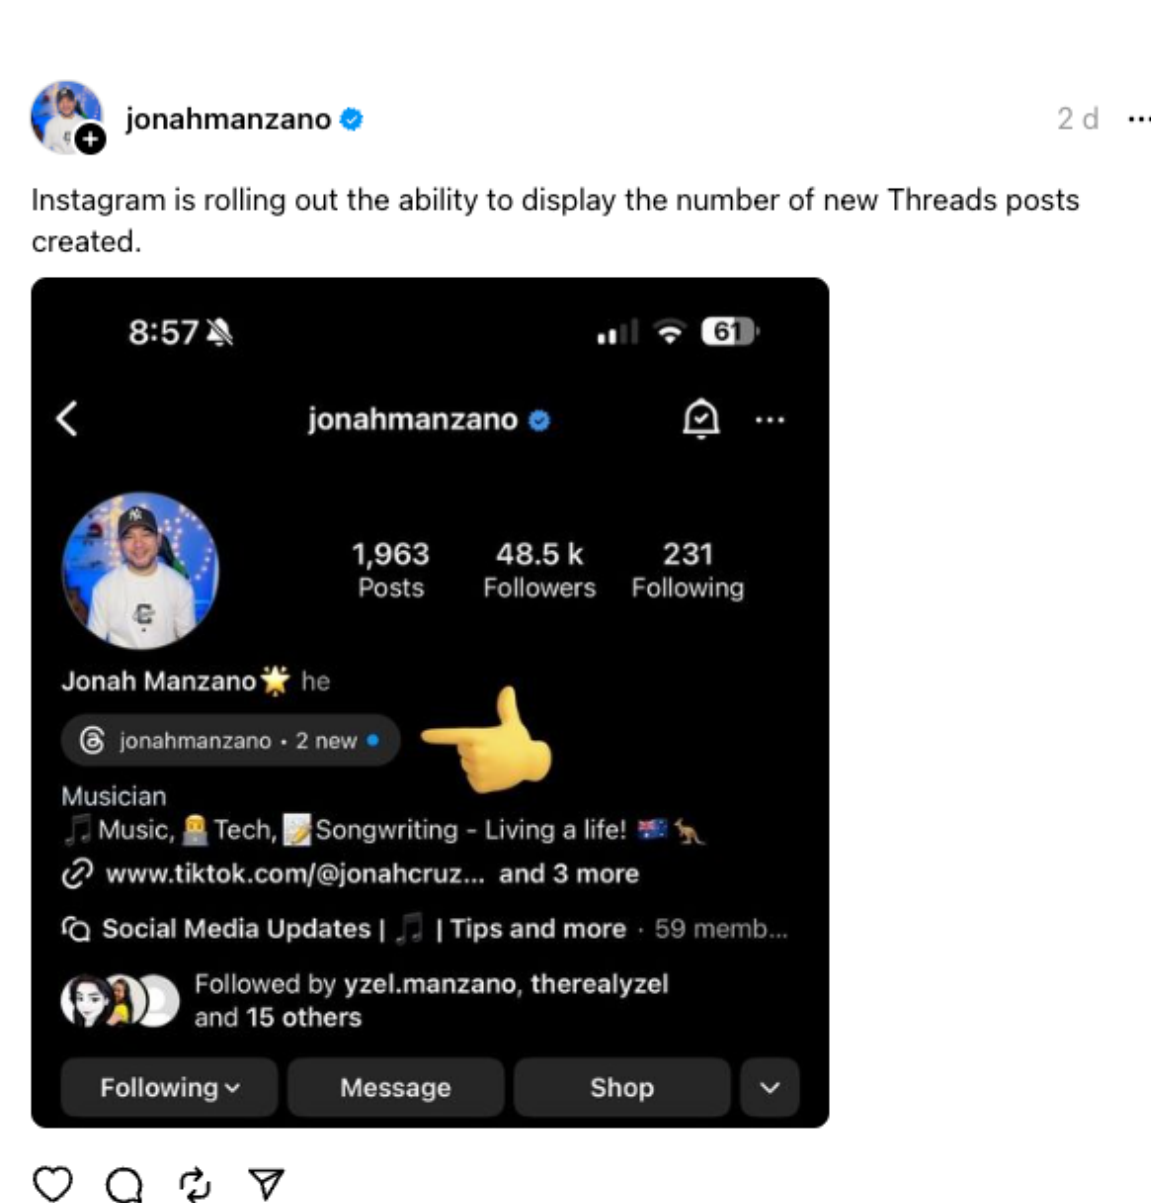 jonahmanzano
2 d
Instagram is rolling out the ability to display the number of new Threads posts
created.
8:57
61
jonahmanzano
1,963 48.5 k 231
Posts Followers Following
Jonah Manzano🌟 he
jonahmanzano • 2 new
Musician
🎵Music,👨‍💻Tech,📝Songwriting - Living a life! 🇦🇺🦘
www.tiktok.com/@jonahcruz... and 3 more
Social Media Updates | 🎵 | Tips and more · 59 memb...
Followed by yzel.manzano, therealyzel
and 15 others
Following Message Shop